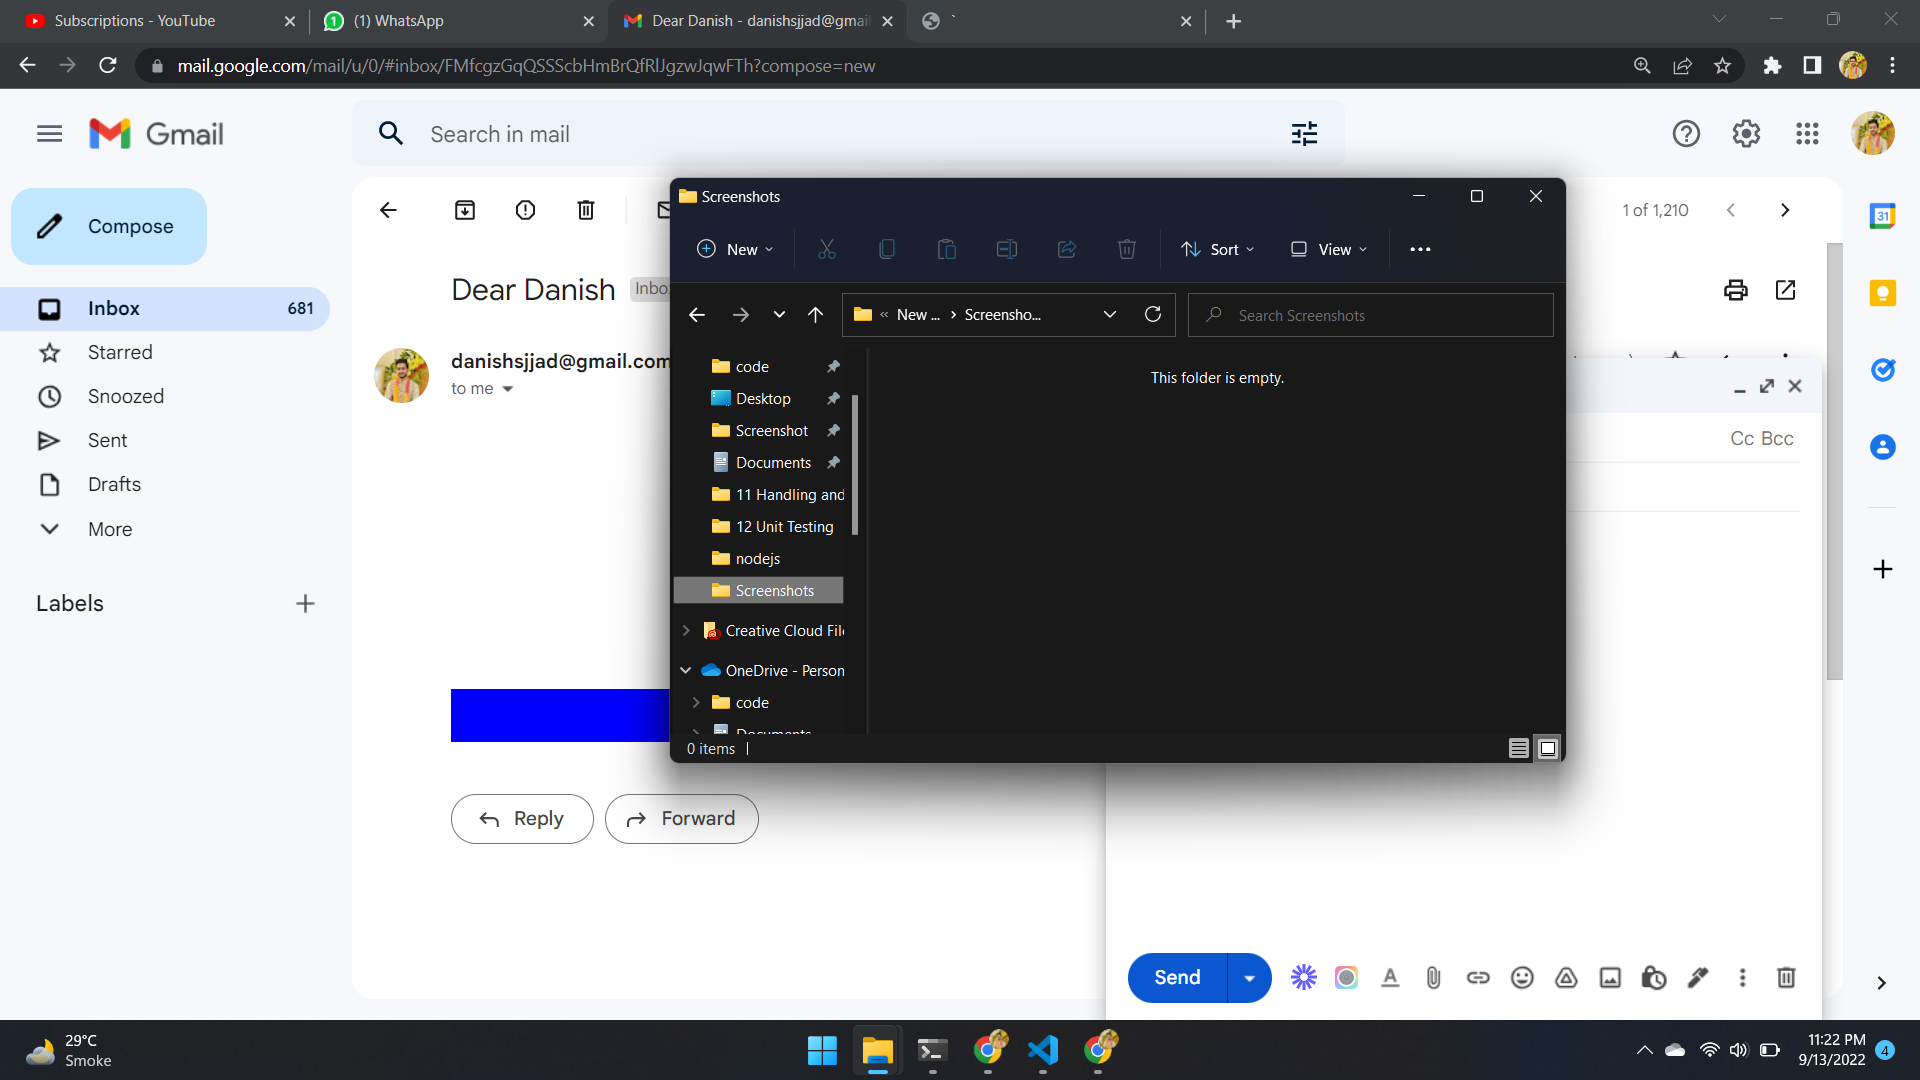 Subscriptions - YouTube
(1) WhatsApp
Dear Danish - danishsjjad@gmail
`
mail.google.com/mail/u/0/#inbox/FMfcgzGqQSSScbHmBrQfRlJgzwJqwFTh?compose=new
Gmail
Search in mail
Compose
Inbox 681
Starred
Snoozed
Sent
Drafts
More
Labels
1 of 1,210
Dear Danish
danishsjjad@gmail.com
to me
Reply
Forward
Screenshots
New
Sort
View
« New ... › Screensho...
Search Screenshots
code
Desktop
Screenshot
Documents
11 Handling and
12 Unit Testing
nodejs
Screenshots
Creative Cloud File
OneDrive - Person
code
Documents
This folder is empty.
0 items
Cc Bcc
Send
31
29°C
Smoke
11:22 PM
9/13/2022
4